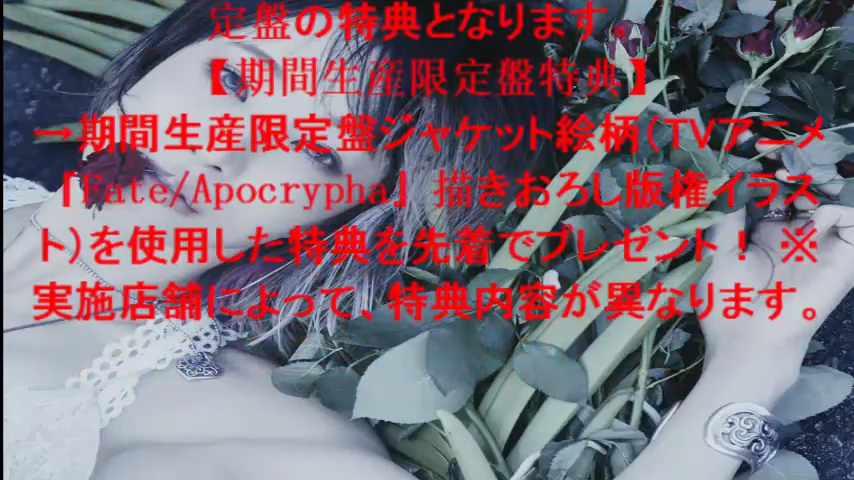 定盤の特典となります。
【期間生産限定盤特典】
→期間生産限定盤ジャケット絵柄(TVアニメ
『Fate/Apocrypha』描きおろし版権イラス
ト)を使用した特典を先着でプレゼント！ ※
実施店舗によって、特典内容が異なります。